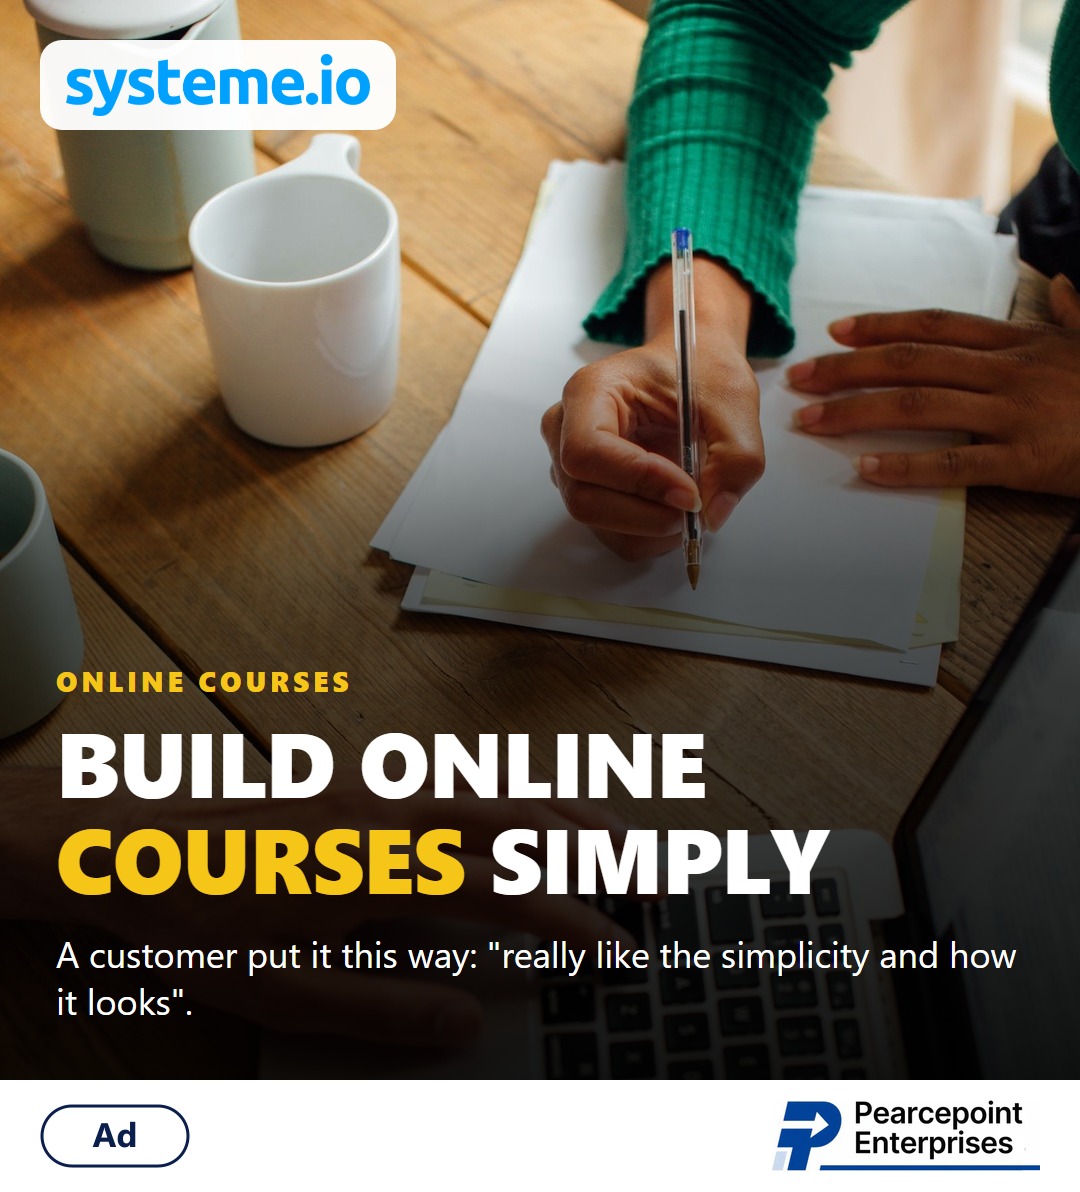 systeme.io
ONLINE COURSES
BUILD ONLINE
COURSES SIMPLY
A customer put it this way: "really like the simplicity and how
it looks".
Ad
Pearcepoint
Enterprises